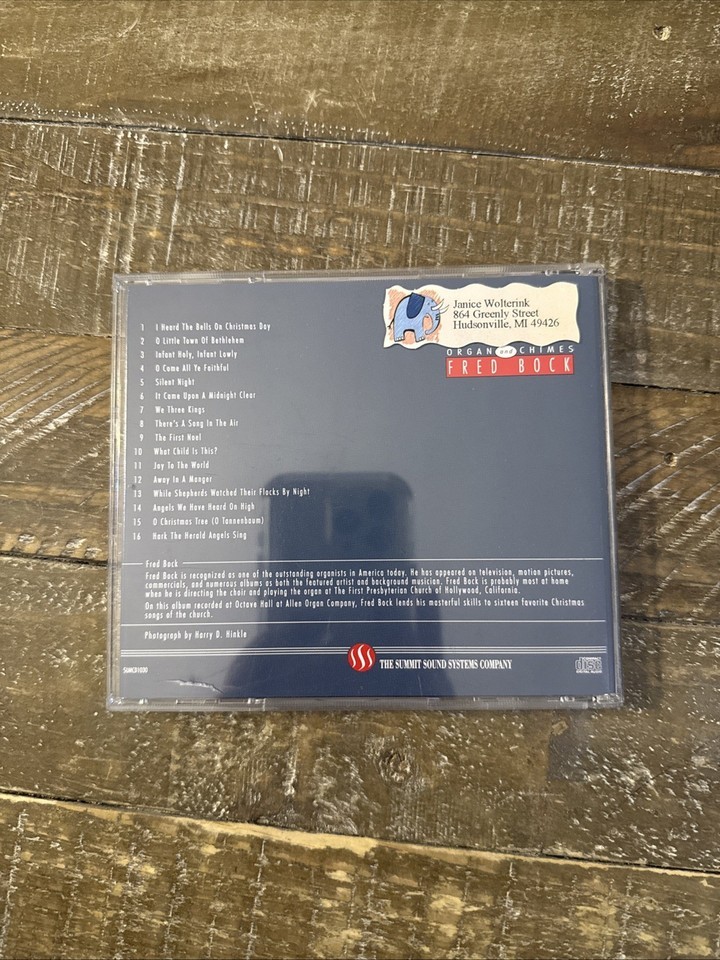 Janice Wolterink
864 Greenly Street
Hudsonville, MI 49426
ORGAN and CHIMES
FRED BOCK
1 I Heard The Bells On Christmas Day
2 O Little Town Of Bethlehem
3 Infant Holy, Infant Lowly
4 O Come All Ye Faithful
5 Silent Night
6 It Came Upon A Midnight Clear
7 We Three Kings
8 There's A Song In The Air
9 The First Noel
10 What Child Is This?
11 Joy To The World
12 Away In A Manger
13 While Shepherds Watched Their Flocks By Night
14 Angels We Have Heard On High
15 O Christmas Tree (O Tannenbaum)
16 Hark The Herald Angels Sing
Fred Bock
Fred Bock is recognized as one of the outstanding organists in America today. He has appeared on television, motion pictures,
commercials, and numerous albums as both the featured artist and background musician. Fred Bock is probably most at home
when he is directing the choir and playing the organ at The First Presbyterian Church of Hollywood, California.
On this album recorded at Octave Hall at Allen Organ Company, Fred Bock lends his masterful skills to sixteen favorite Christmas
songs of the church.
Photograph by Harry D. Hinkle
SSS THE SUMMIT SOUND SYSTEMS COMPANY
COMPACT disc DIGITAL AUDIO